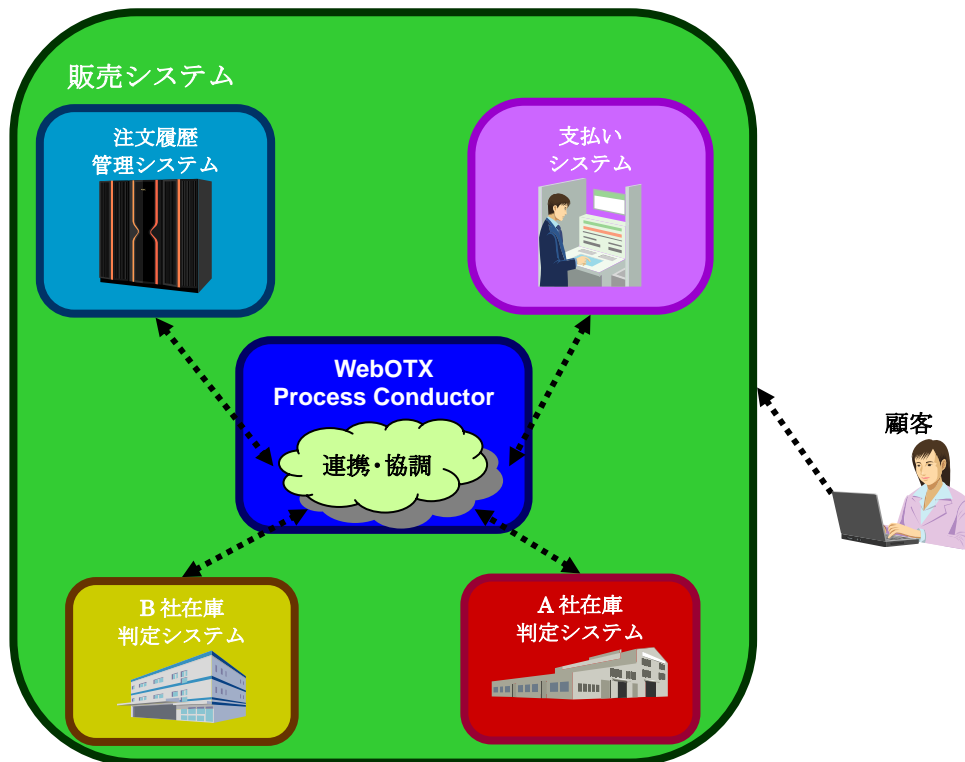 販売システム
注文履歴
管理システム
支払い
システム
WebOTX
Process Conductor
連携・協調
顧客
B社在庫
判定システム
A社在庫
判定システム